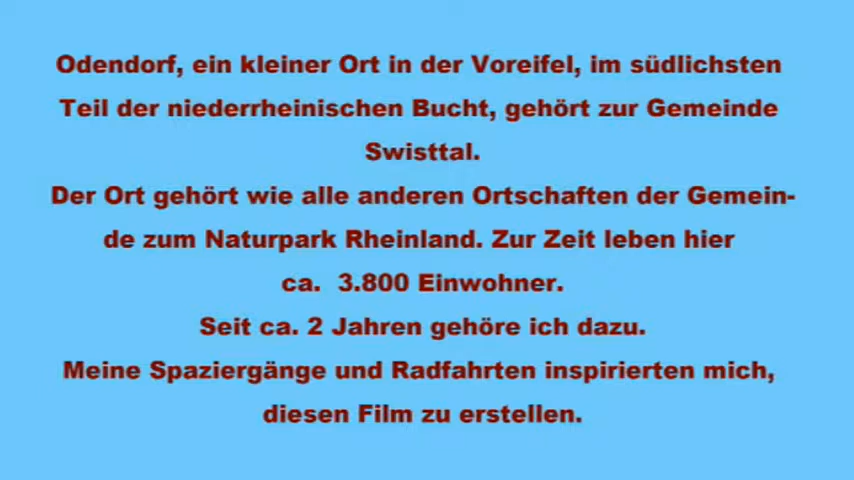 Odendorf, ein kleiner Ort in der Voreifel, im südlichsten
Teil der niederrheinischen Bucht, gehört zur Gemeinde
Swisttal.
Der Ort gehört wie alle anderen Ortschaften der Gemein-
de zum Naturpark Rheinland. Zur Zeit leben hier
ca. 3.800 Einwohner.
Seit ca. 2 Jahren gehöre ich dazu.
Meine Spaziergänge und Radfahrten inspirierten mich,
diesen Film zu erstellen.